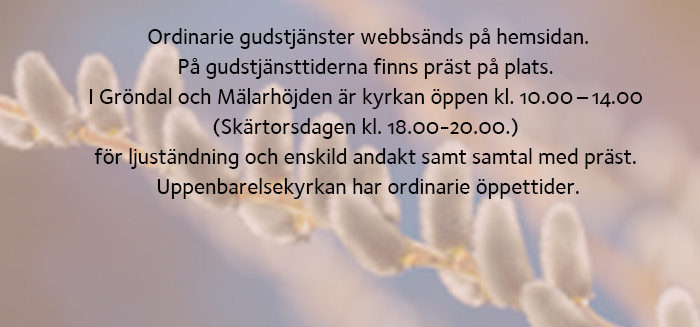 Ordinarie gudstjänster webbsänds på hemsidan.
På gudstjänsttiderna finns präst på plats.
I Gröndal och Mälarhöjden är kyrkan öppen kl. 10.00 – 14.00
(Skärtorsdagen kl. 18.00-20.00.)
för ljuständning och enskild andakt samt samtal med präst.
Uppenbarelsekyrkan har ordinarie öppettider.